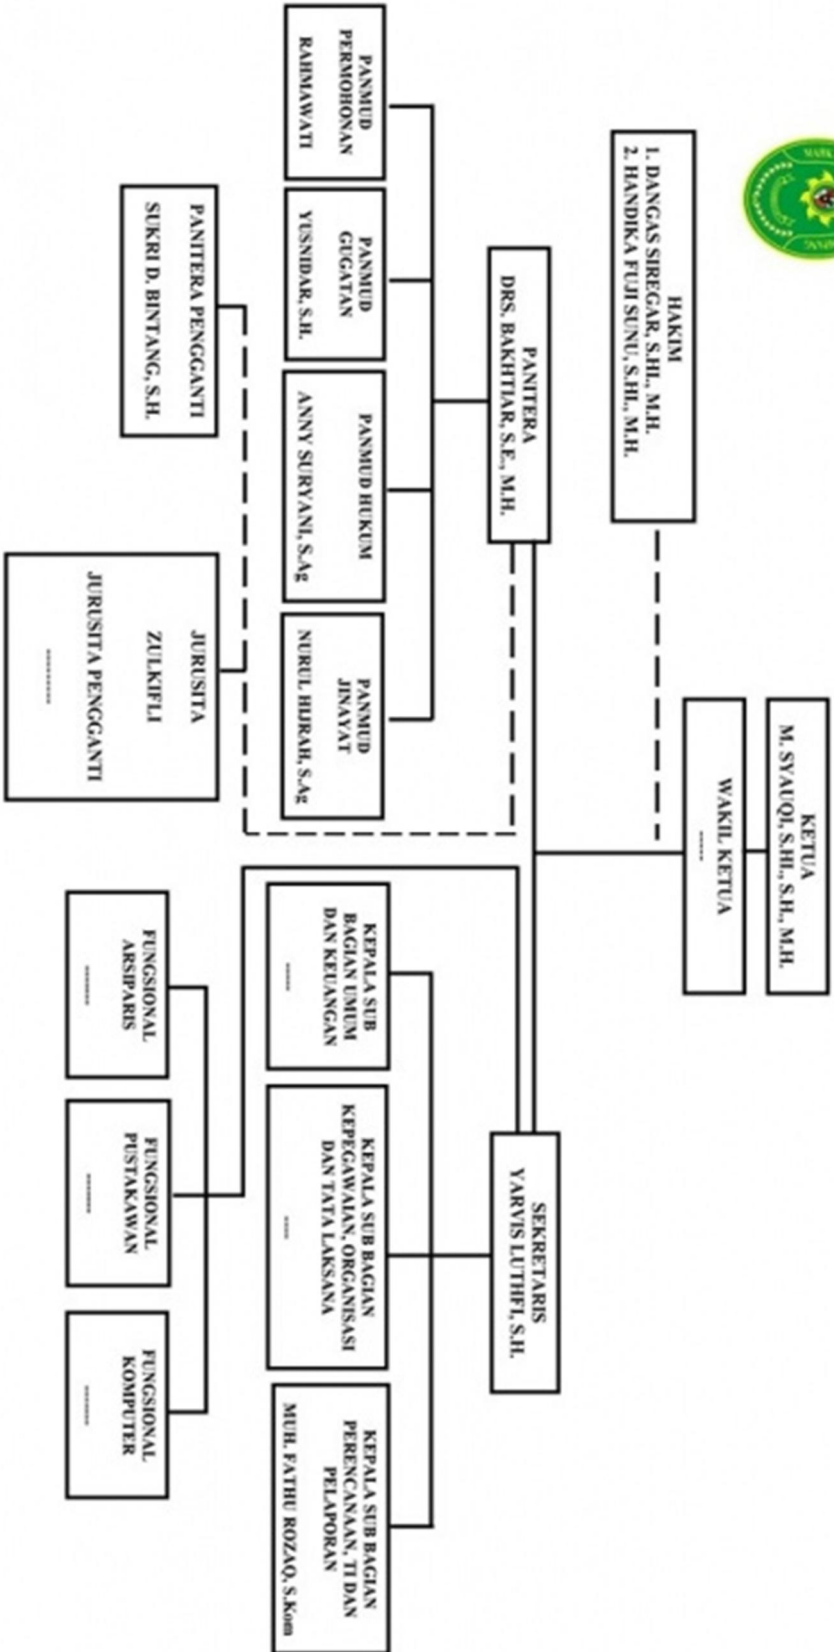 KETUA
M. SYAUQI, S.HI., S.H., M.H.
WAKIL KETUA
-----
HAKIM
1. DANGAS SIREGAR, S.HI., M.H.
2. HANDIKA FUJI SUNU, S.HI., M.H.
PANITERA
DRS. BAKHTIAR, S.E., M.H.
SEKRETARIS
YARVIS LUTHFI, S.H.
PANMUD
PERMOHONAN
RAHMAWATI
PANMUD
GUGATAN
YUSNIDAR, S.H.
PANMUD HUKUM
ANNY SURYANI, S.Ag
PANMUD
JINAYAT
NURUL HIJRAH, S.Ag
KEPALA SUB
BAGIAN UMUM
DAN KEUANGAN
-----
KEPALA SUB BAGIAN
KEPEGAWAIAN, ORGANISASI
DAN TATA LAKSANA
----
KEPALA SUB BAGIAN
PERENCANAAN, TI DAN
PELAPORAN
MUH. FATHU ROZAQ, S.Kom
PANITERA PENGGANTI
SUKRI D. BINTANG, S.H.
JURUSITA
ZULKIFLI
JURUSITA PENGGANTI
---------
FUNGSIONAL
ARSIPARIS
-------
FUNGSIONAL
PUSTAKAWAN
-------
FUNGSIONAL
KOMPUTER
-------